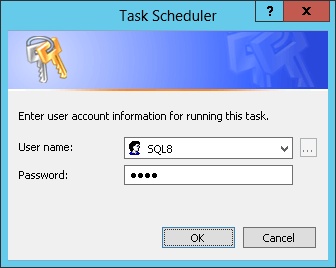 Task Scheduler
?
x
Enter user account information for running this task.
User name:
SQL8
...
Password:
••••
OK
Cancel